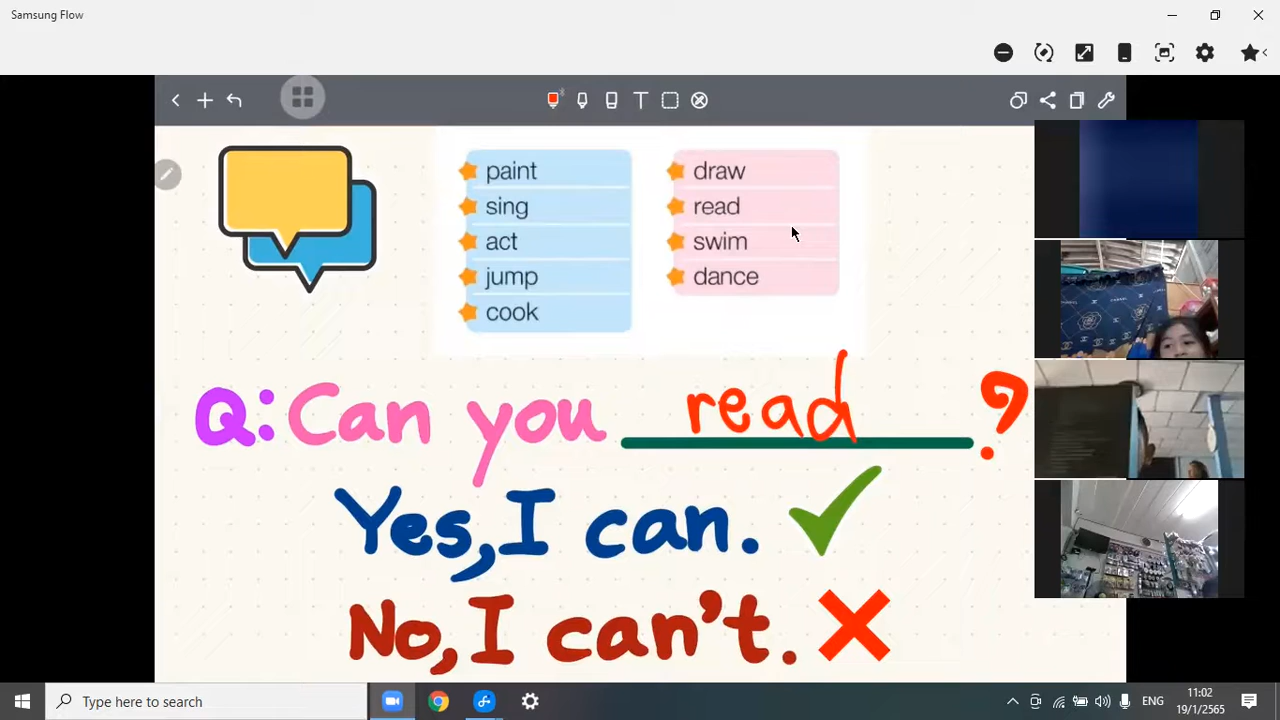 Samsung Flow
paint
sing
act
jump
cook
draw
read
swim
dance
Q: Can you read ?
Yes, I can.
No, I can't.
Type here to search
ENG
11:02
19/1/2565